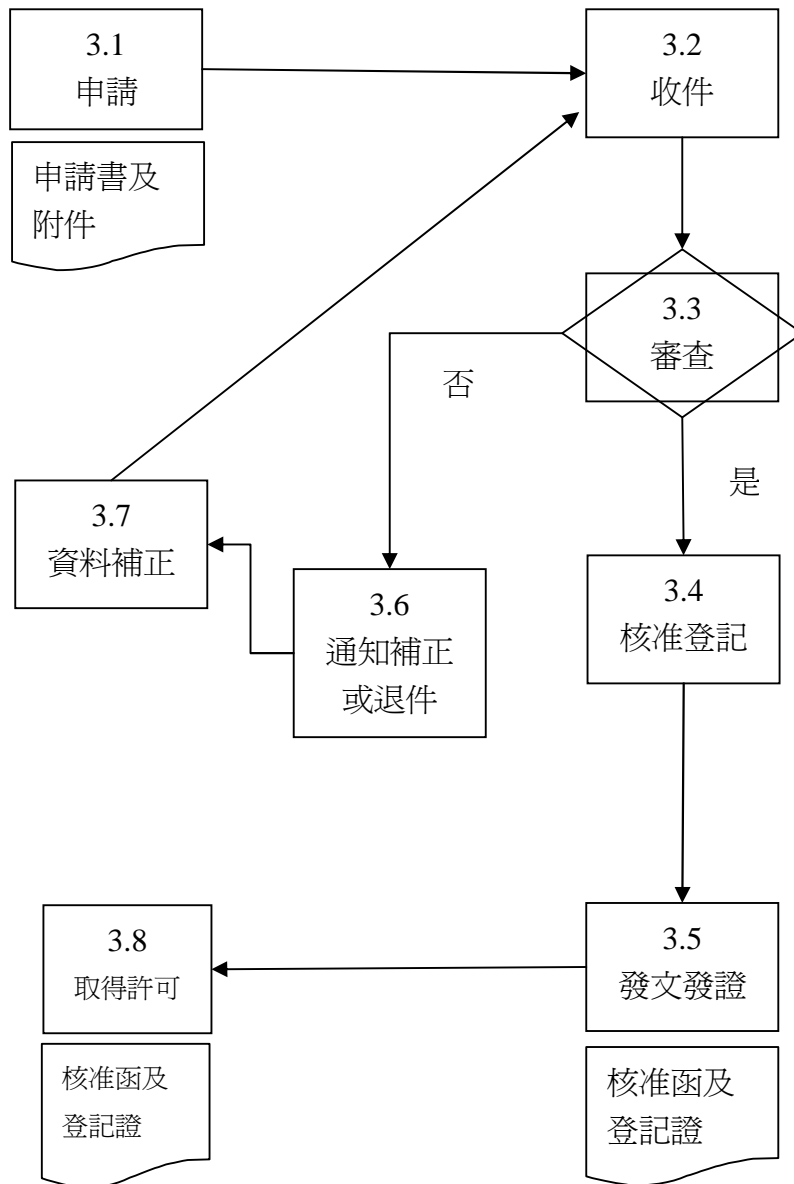 3.1
申請
3.2
收件
申請書及
附件
3.3
審查
否
是
3.7
資料補正
3.6
通知補正
或退件
3.4
核准登記
3.8
取得許可
3.5
發文發證
核准函及
登記證
核准函及
登記證